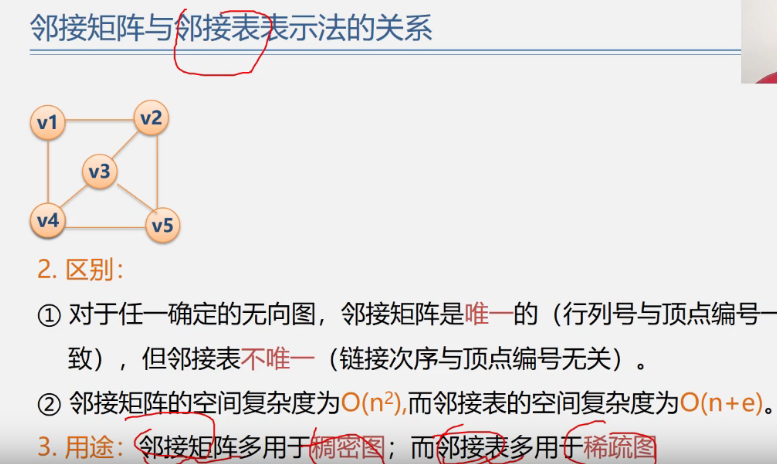 邻接矩阵与邻接表表示法的关系
v1
v2
v3
v4
v5
2. 区别：
① 对于任一确定的无向图，邻接矩阵是唯一的（行列号与顶点编号一
致），但邻接表不唯一（链接次序与顶点编号无关）。
② 邻接矩阵的空间复杂度为O(n²),而邻接表的空间复杂度为O(n+e)。
3. 用途：邻接矩阵多用于稠密图；而邻接表多用于稀疏图